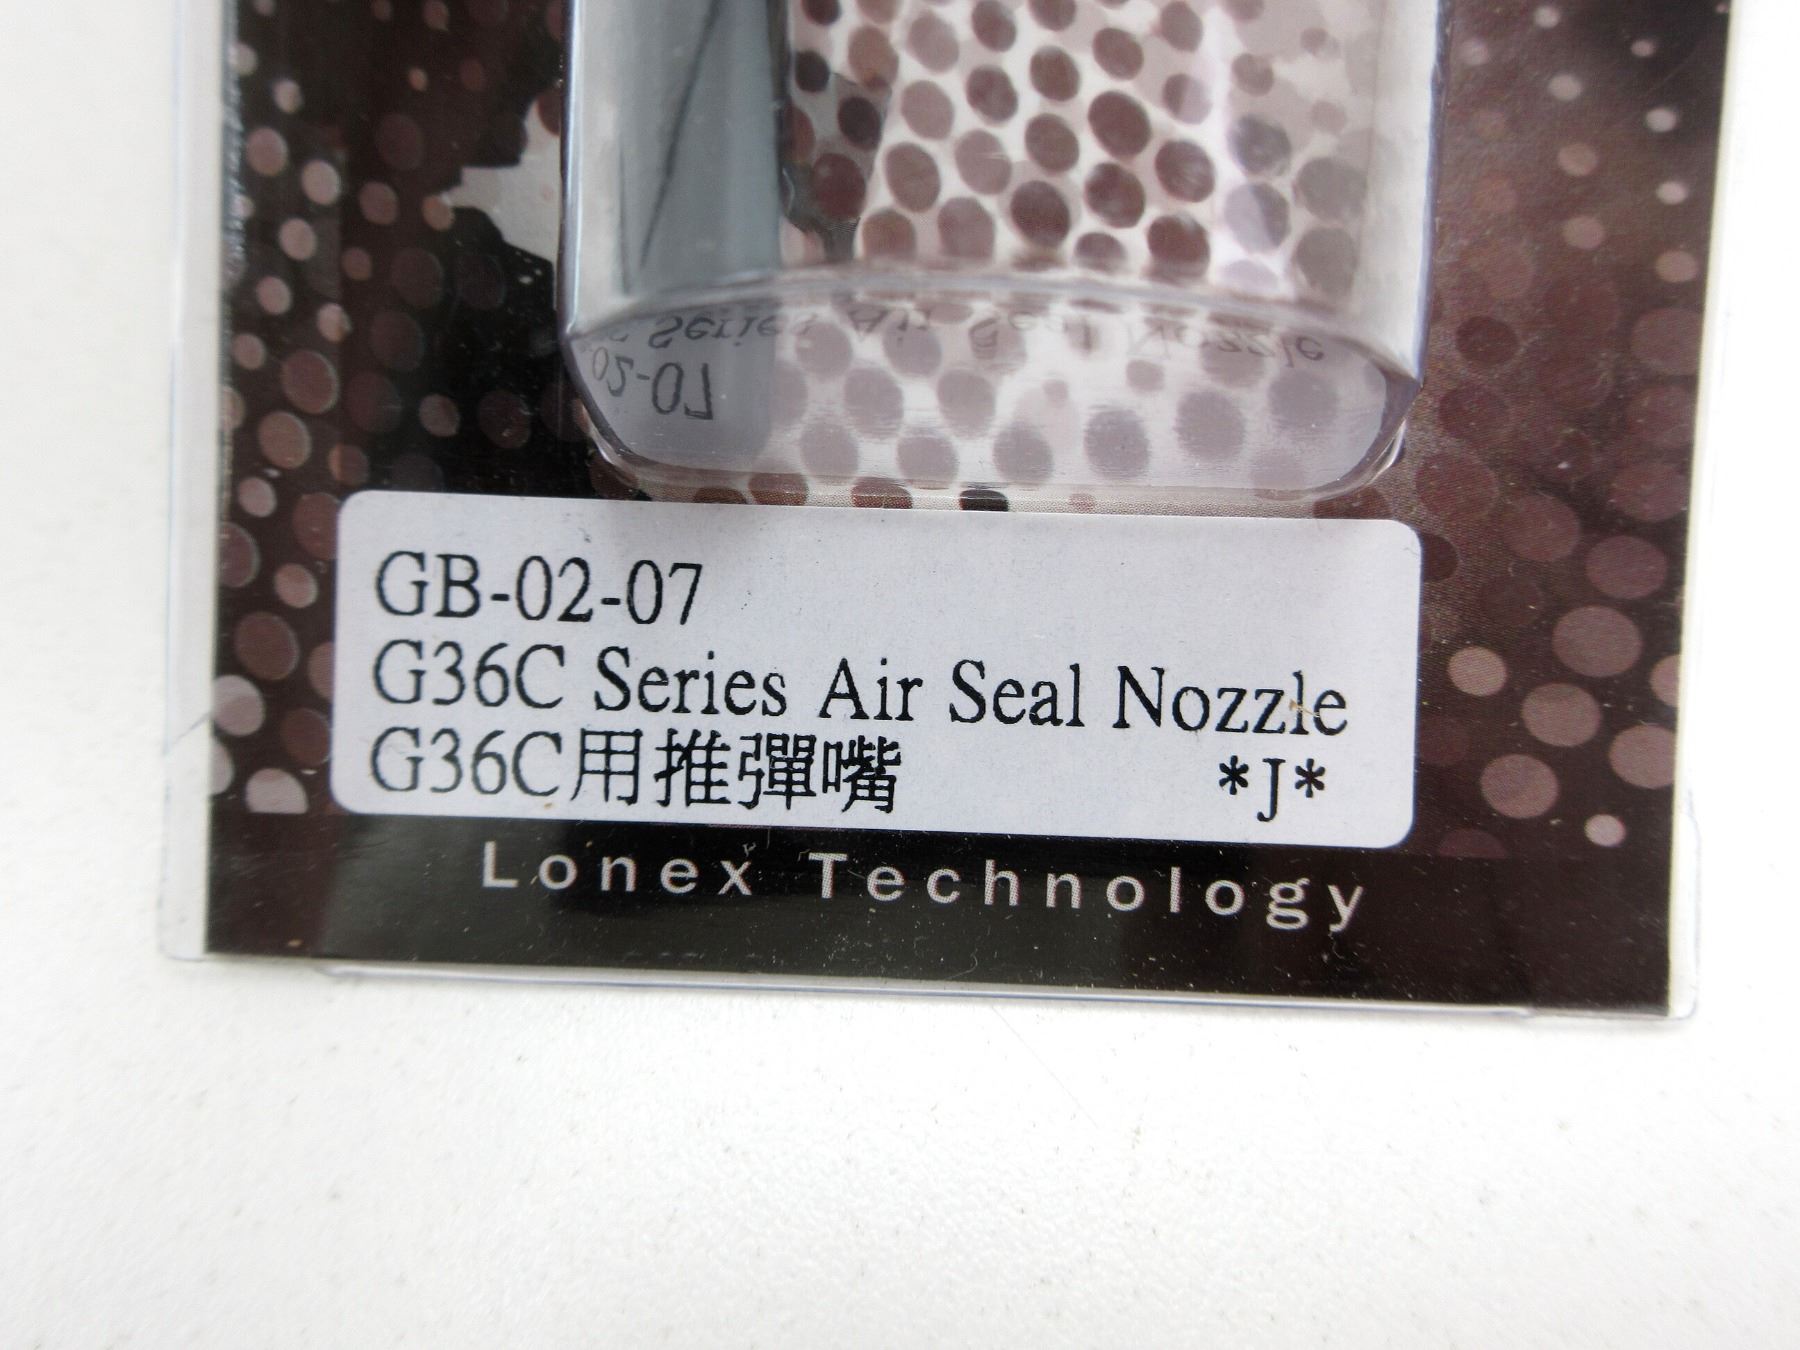 GB-02-07
G36C Series Air Seal Nozzle
G36C用推彈嘴 *J*
Lonex Technology